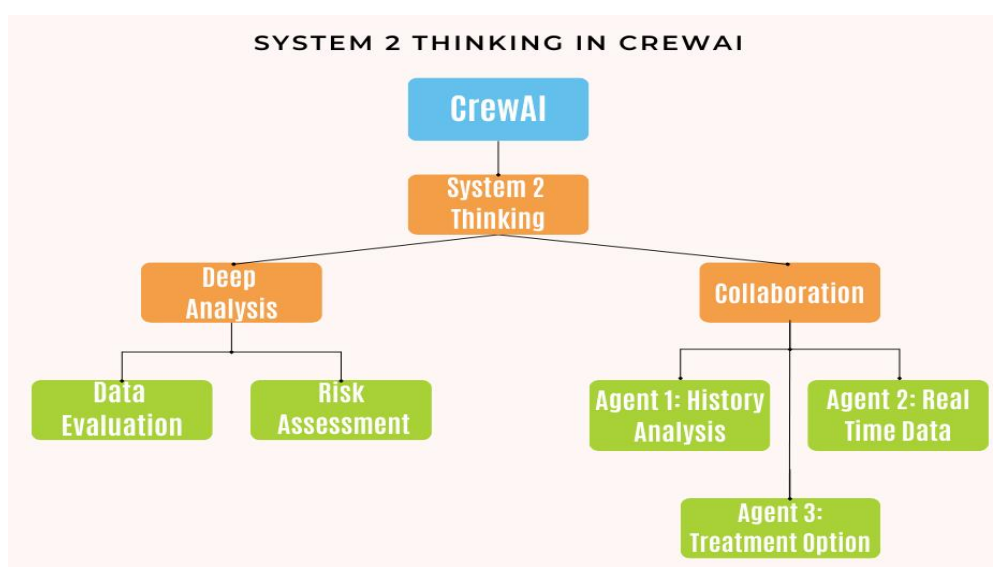 SYSTEM 2 THINKING IN CREWAI
CrewAI
System 2
Thinking
Deep
Analysis
Collaboration
Data
Evaluation
Risk
Assessment
Agent 1: History
Analysis
Agent 2: Real
Time Data
Agent 3:
Treatment Option